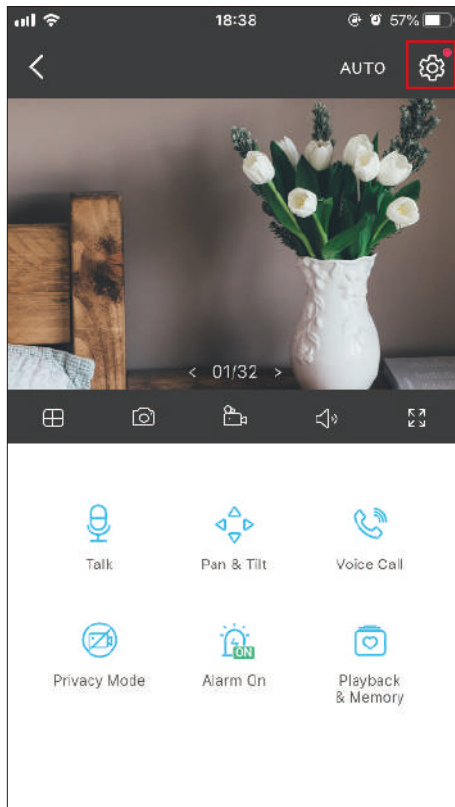 18:38
57%
AUTO
< 01/32 >
Talk
Pan & Tilt
Voice Call
ON
Privacy Mode
Alarm On
Playback
& Memory